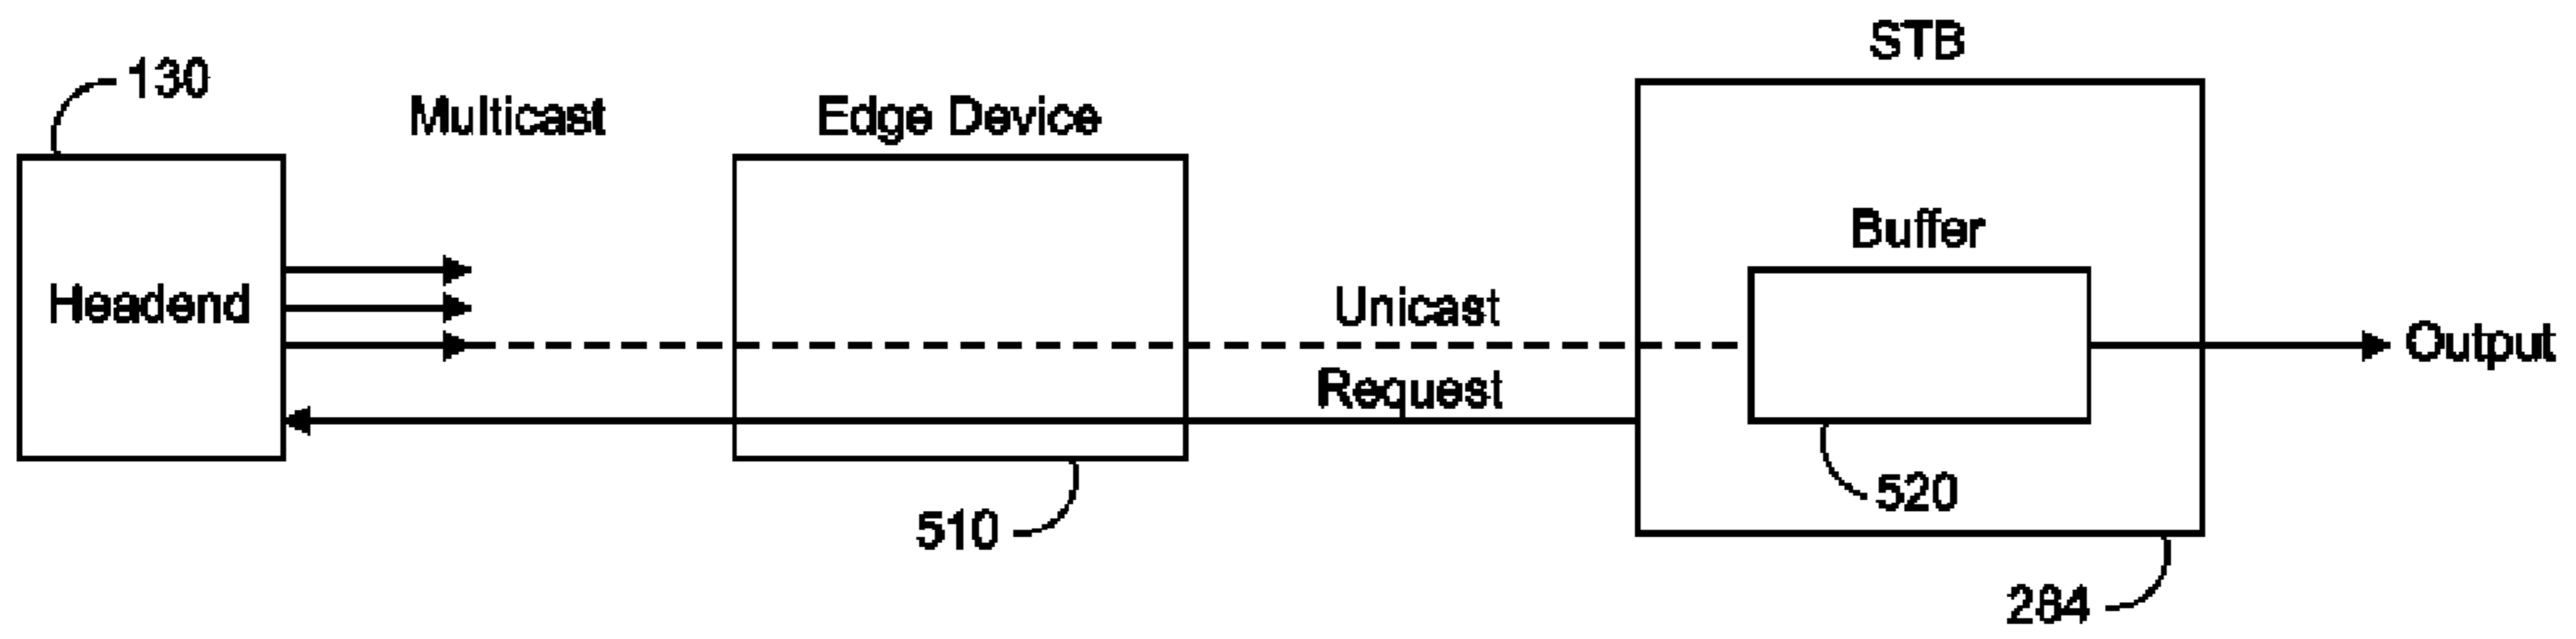 STB
130
Multicast
Edge Device
Buffer
Headend
Unicast
Output
Request
520
510
284